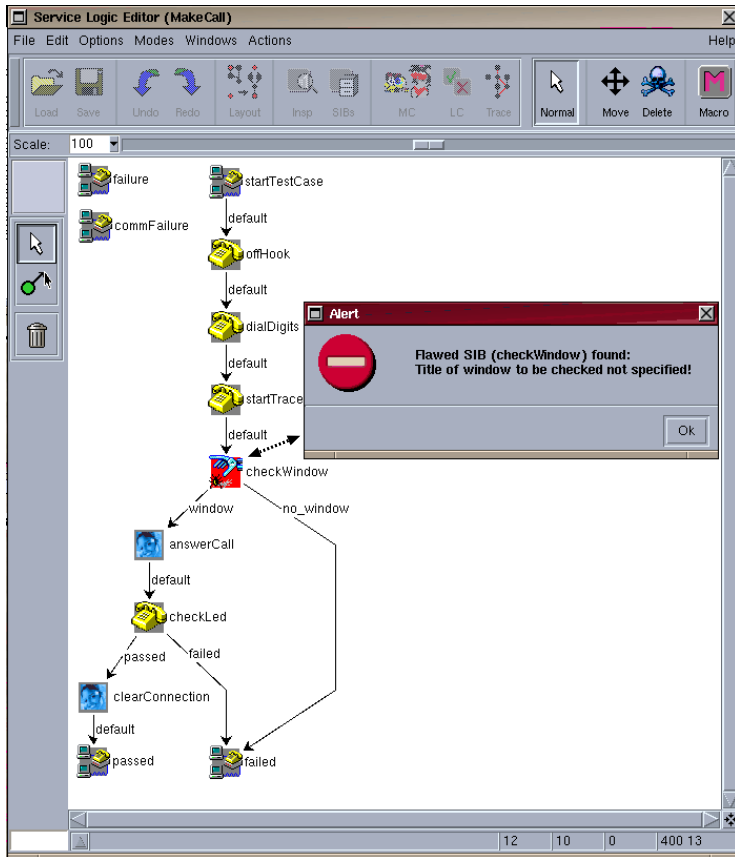 Service Logic Editor (MakeCall)
File Edit Options Modes Windows Actions Help
Load Save Undo Redo Layout Insp SIBs MC LC Trace Normal Move Delete Macro
Scale: 100
failure
startTestCase
commFailure
default
offHook
default
dialDigits
default
startTrace
default
checkWindow
Alert
Flawed SIB (checkWindow) found:
Title of window to be checked not specified!
Ok
window
no_window
answerCall
default
checkLed
passed
failed
clearConnection
default
passed
failed
12 10 0 400 13